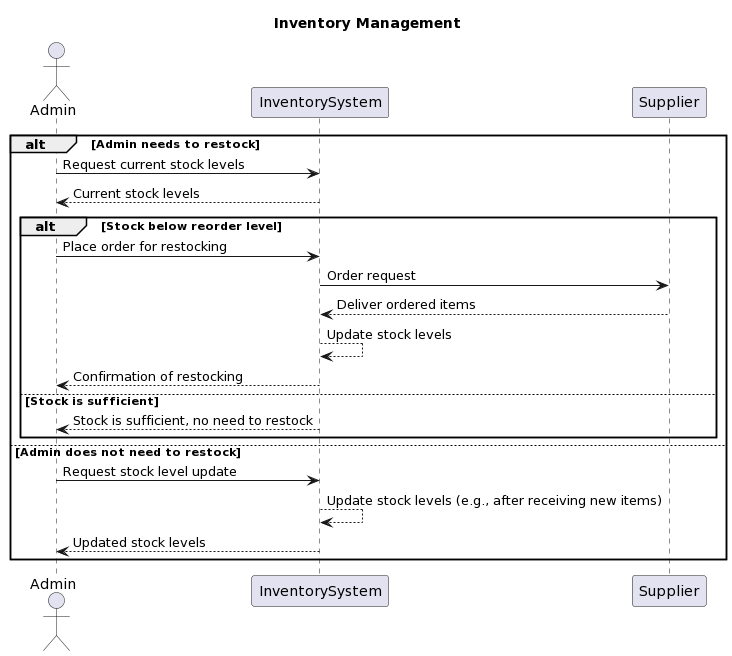 Inventory Management
Admin
InventorySystem
Supplier
alt [Admin needs to restock]
Request current stock levels
Current stock levels
alt [Stock below reorder level]
Place order for restocking
Order request
Deliver ordered items
Update stock levels
Confirmation of restocking
[Stock is sufficient]
Stock is sufficient, no need to restock
[Admin does not need to restock]
Request stock level update
Update stock levels (e.g., after receiving new items)
Updated stock levels
Admin
InventorySystem
Supplier